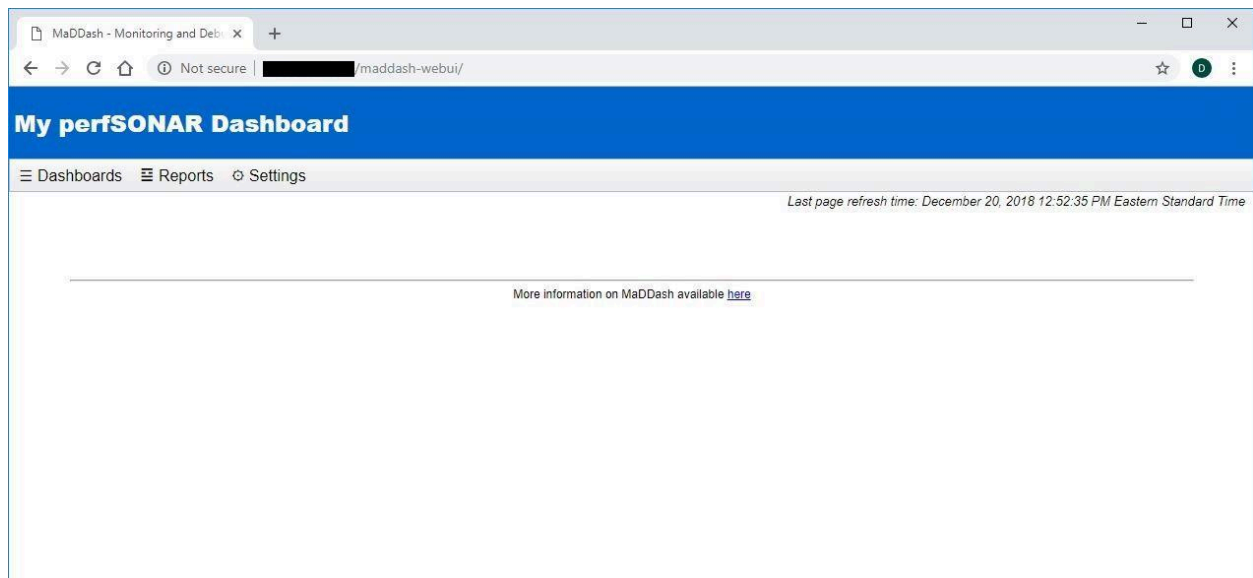 MaDDash - Monitoring and Deb
Not secure | /maddash-webui/
D
My perfSONAR Dashboard
Dashboards Reports Settings
Last page refresh time: December 20, 2018 12:52:35 PM Eastern Standard Time
More information on MaDDash available here